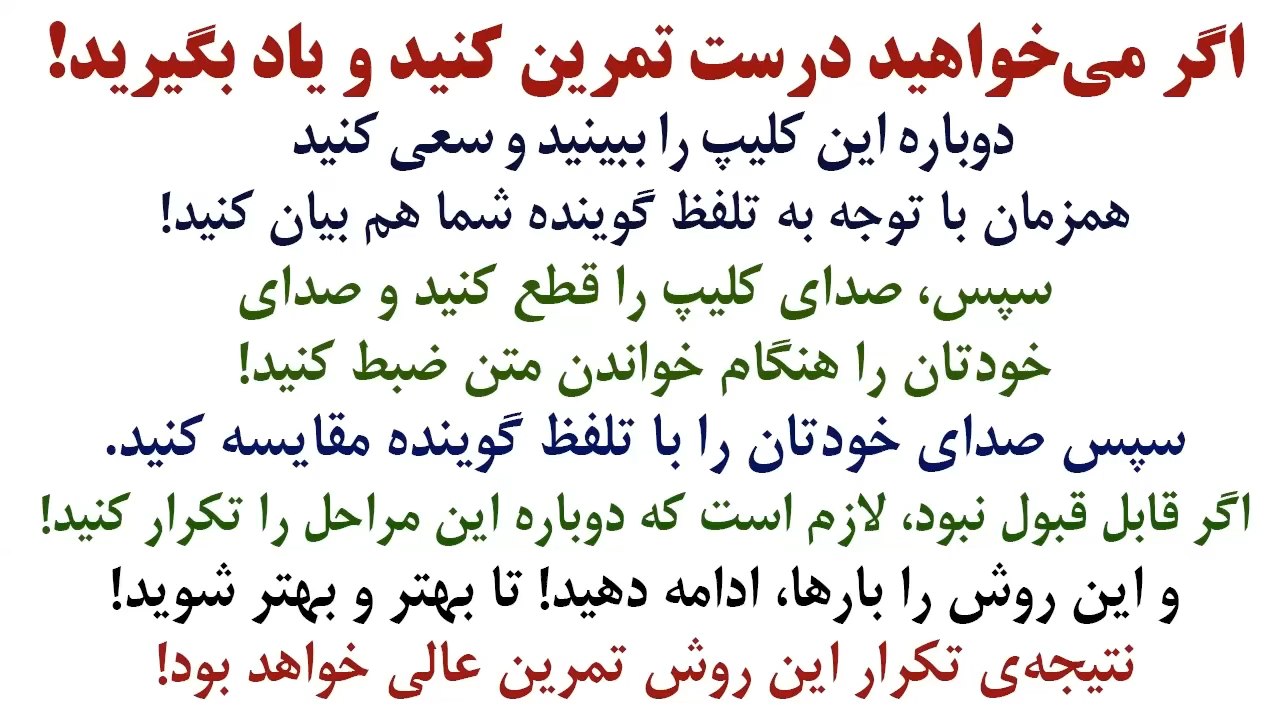 اگر می‌خواهید درست تمرین کنید و یاد بگیرید!
دوباره این کلیپ را ببینید و سعی کنید
همزمان با توجه به تلفظ گوینده شما هم بیان کنید!
سپس، صدای کلیپ را قطع کنید و صدای
خودتان را هنگام خواندن متن ضبط کنید!
سپس صدای خودتان را با تلفظ گوینده مقایسه کنید.
اگر قابل قبول نبود، لازم است که دوباره این مراحل را تکرار کنید!
و این روش را بارها، ادامه دهید! تا بهتر و بهتر شوید!
نتیجه‌ی تکرار این روش تمرین عالی خواهد بود!